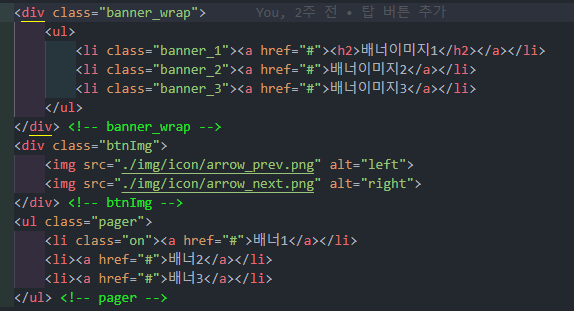 <div class="banner_wrap"> You, 2주 전 • 탑 버튼 추가
<ul>
<li class="banner_1"><a href="#"><h2>배너이미지1</h2></a></li>
<li class="banner_2"><a href="#">배너이미지2</a></li>
<li class="banner_3"><a href="#">배너이미지3</a></li>
</ul>
</div> <!-- banner_wrap -->
<div class="btnImg">
<img src="./img/icon/arrow_prev.png" alt="left">
<img src="./img/icon/arrow_next.png" alt="right">
</div> <!-- btnImg -->
<ul class="pager">
<li class="on"><a href="#">배너1</a></li>
<li><a href="#">배너2</a></li>
<li><a href="#">배너3</a></li>
</ul> <!-- pager -->